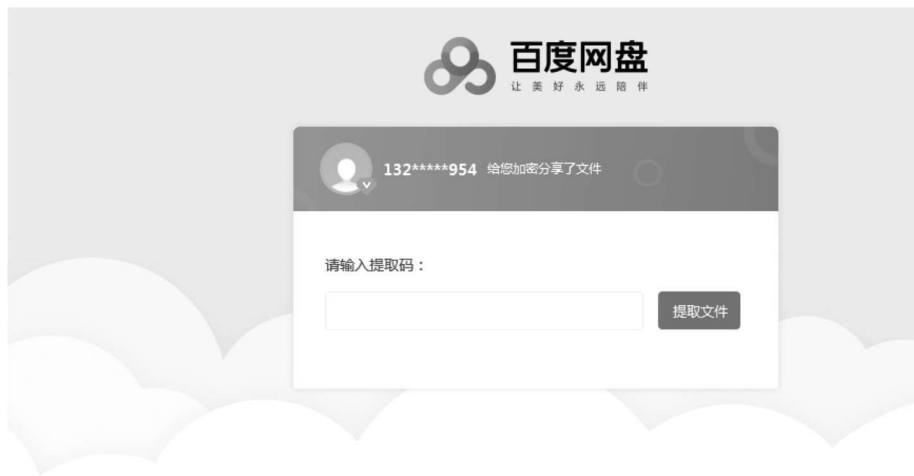 百度网盘
让美好永远陪伴
132*****954 给您加密分享了文件
请输入提取码：
提取文件